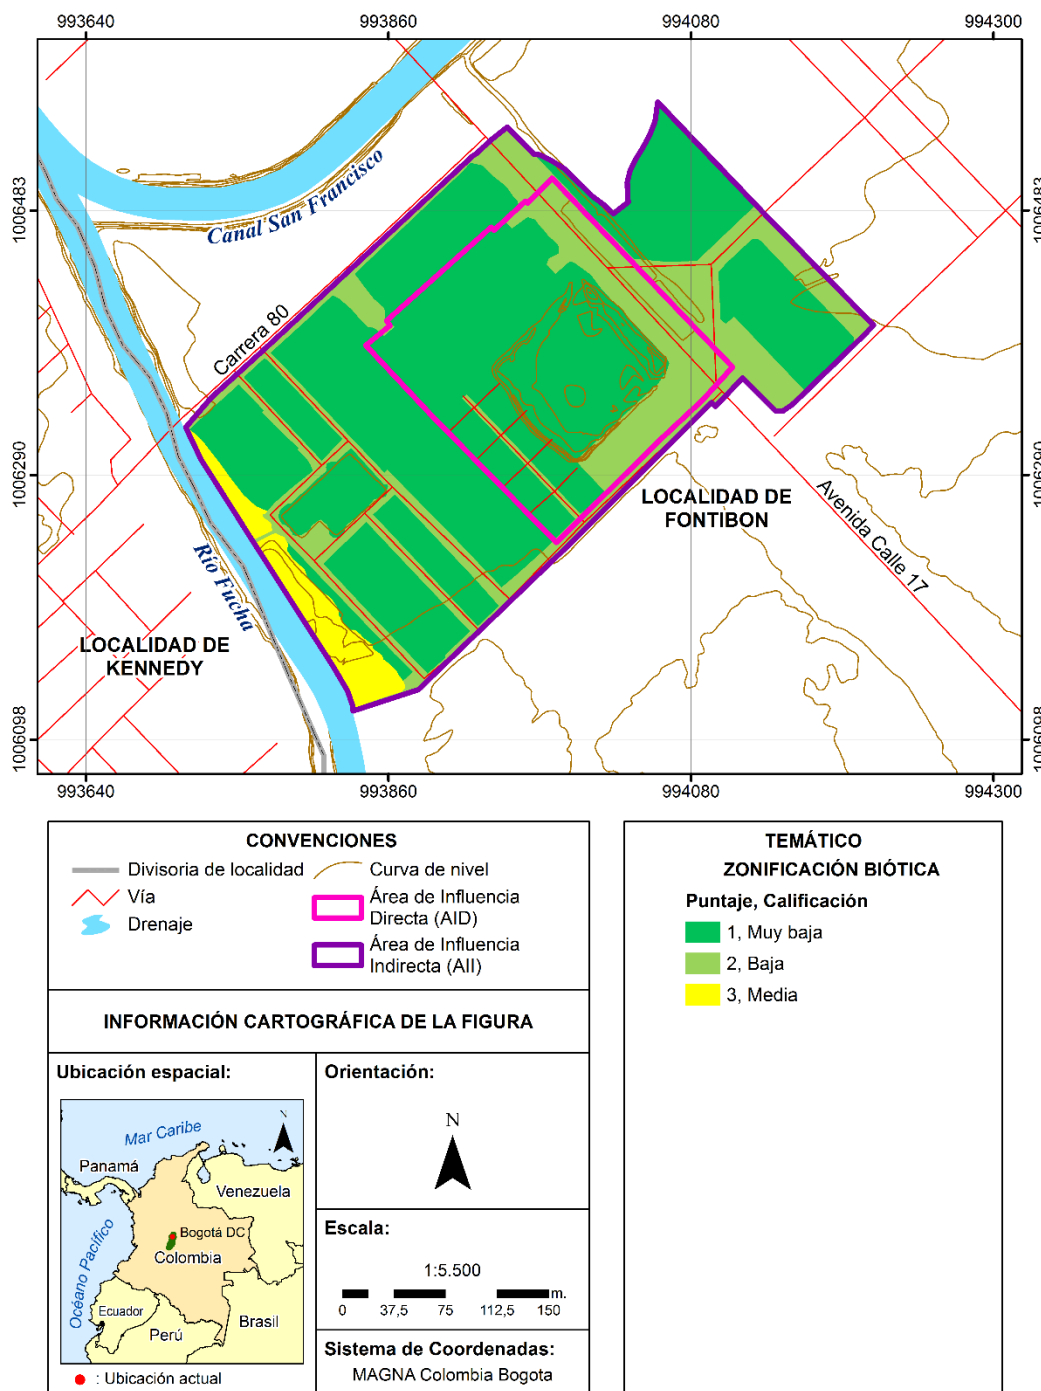 993640 993860 994080 994300
1006483
1006290
1006098
1006483
1006290
1006098
Canal San Francisco
Carrera 80
Río Fucha
LOCALIDAD DE
KENNEDY
LOCALIDAD DE
FONTIBON
Avenida Calle 17
993640 993860 994080 994300
CONVENCIONES
Divisoria de localidad
Vía
Drenaje
Curva de nivel
Área de Influencia
Directa (AID)
Área de Influencia
Indirecta (AII)
TEMÁTICO
ZONIFICACIÓN BIÓTICA
Puntaje, Calificación
1, Muy baja
2, Baja
3, Media
INFORMACIÓN CARTOGRÁFICA DE LA FIGURA
Ubicación espacial:
N
Mar Caribe
Panamá
Venezuela
Bogotá DC
Colombia
Océano Pacífico
Ecuador
Perú
Brasil
: Ubicación actual
Orientación:
N
Escala:
1:5.500
0 37,5 75 112,5 150 m.
Sistema de Coordenadas:
MAGNA Colombia Bogota